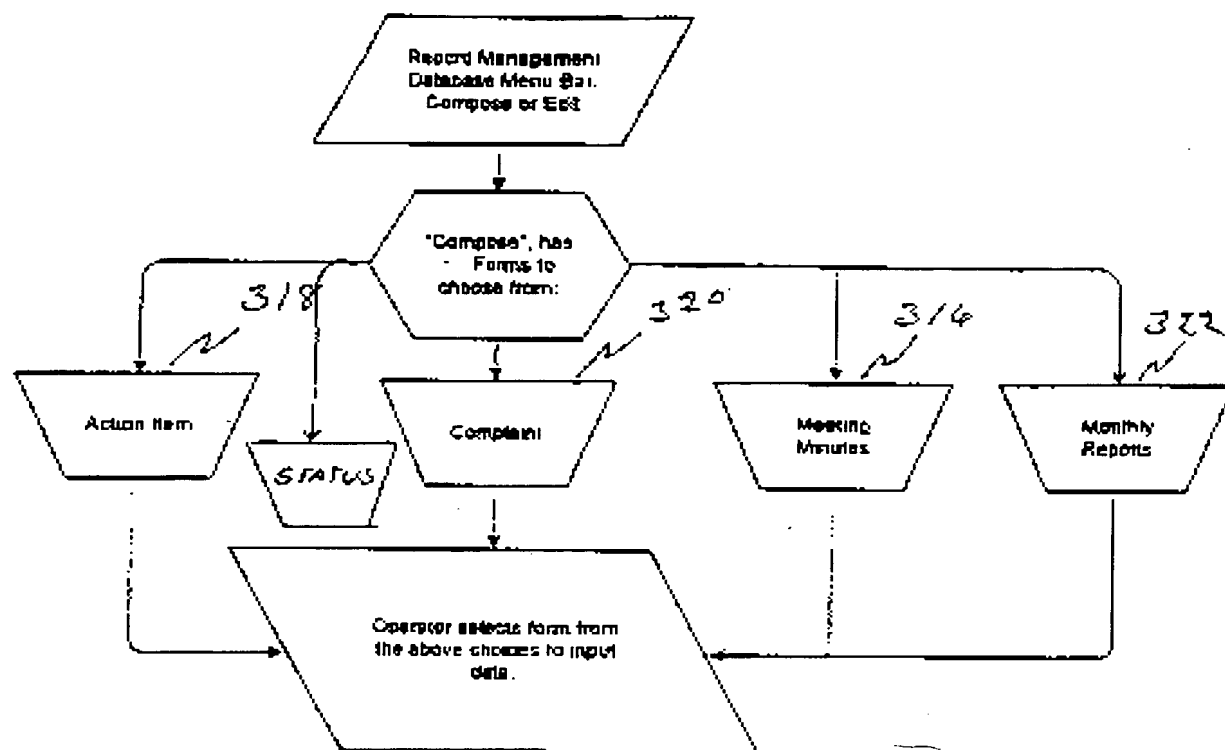 Record Management
Database Menu Bar.
Compose or Edit
"Compose", has
Forms to
choose from:
318
320
314
322
Action Item
STATUS
Complaint
Meeting
Minutes
Monthly
Reports
Operator selects form from
the above choices to input
data.